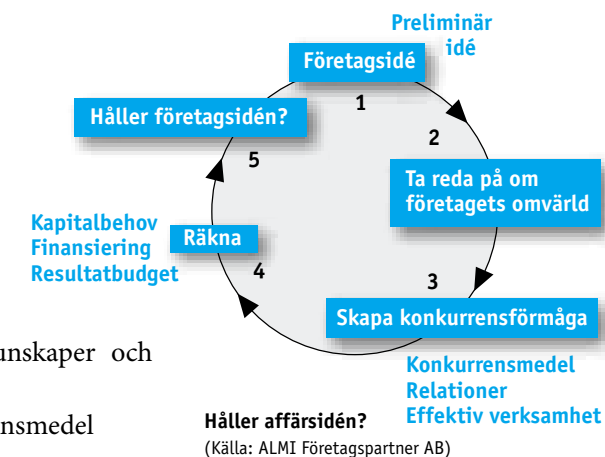 Preliminär
idé
Företagsidé
1
Håller företagsidén?
2
5
Ta reda på om
företagets omvärld
Kapitalbehov
Finansiering
Resultatbudget
Räkna
4
3
Skapa konkurrensförmåga
och
Konkurrensmedel
Relationer
Effektiv verksamhet
Håller affärsidén?
(Källa: ALMI Företagspartner AB)